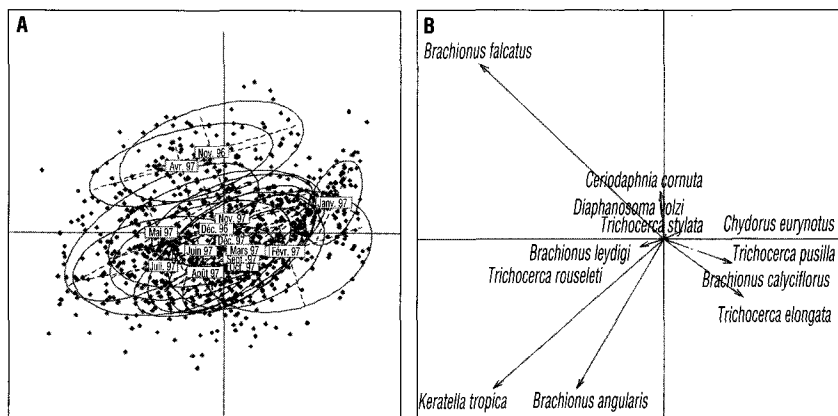 A
Nov. 96
Avr. 97
Janv. 97
Nov. 97
Mai 97
Déc. 96
Déc. 97
Juin 97
Mars 97
Févr. 97
Sept. 97
Juil. 97
Août 97
97
B
Brachionus falcatus
Ceriodaphnia cornuta
Diaphanosoma volzi
Trichocerca stylata
Chydorus eurynotus
Brachionus leydigi
Trichocerca pusilla
Trichocerca rouseleti
Brachionus calyciflorus
Trichocerca elongata
Keratella tropica
Brachionus angularis